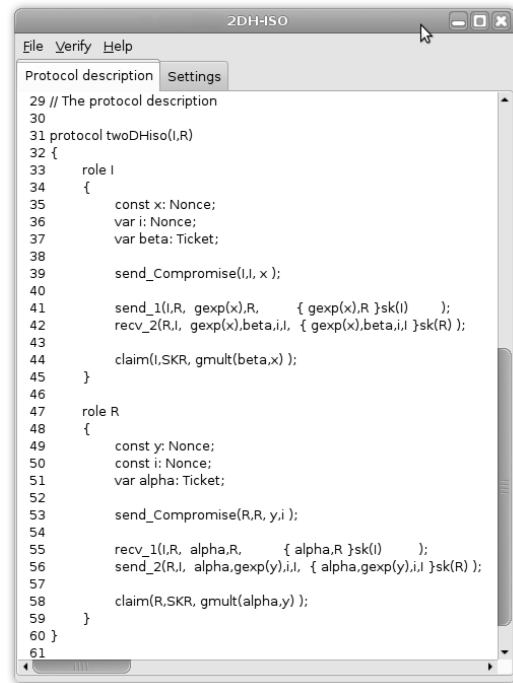 2DH-ISO
File Verify Help
Protocol description Settings
29 // The protocol description
30
31 protocol twoDHiso(I,R)
32 {
33 role I
34 {
35 const x: Nonce;
36 var i: Nonce;
37 var beta: Ticket;
38
39 send_Compromise(I,I, x );
40
41 send_1(I,R, gexp(x),R, { gexp(x),R }sk(I) );
42 recv_2(R,I, gexp(x),beta,i,I, { gexp(x),beta,i,I }sk(R) );
43
44 claim(I,SKR, gmult(beta,x) );
45 }
46
47 role R
48 {
49 const y: Nonce;
50 const i: Nonce;
51 var alpha: Ticket;
52
53 send_Compromise(R,R, y,i );
54
55 recv_1(I,R, alpha,R, { alpha,R }sk(I) );
56 send_2(R,I, alpha,gexp(y),i,I, { alpha,gexp(y),i,I }sk(R) );
57
58 claim(R,SKR, gmult(alpha,y) );
59 }
60 }
61